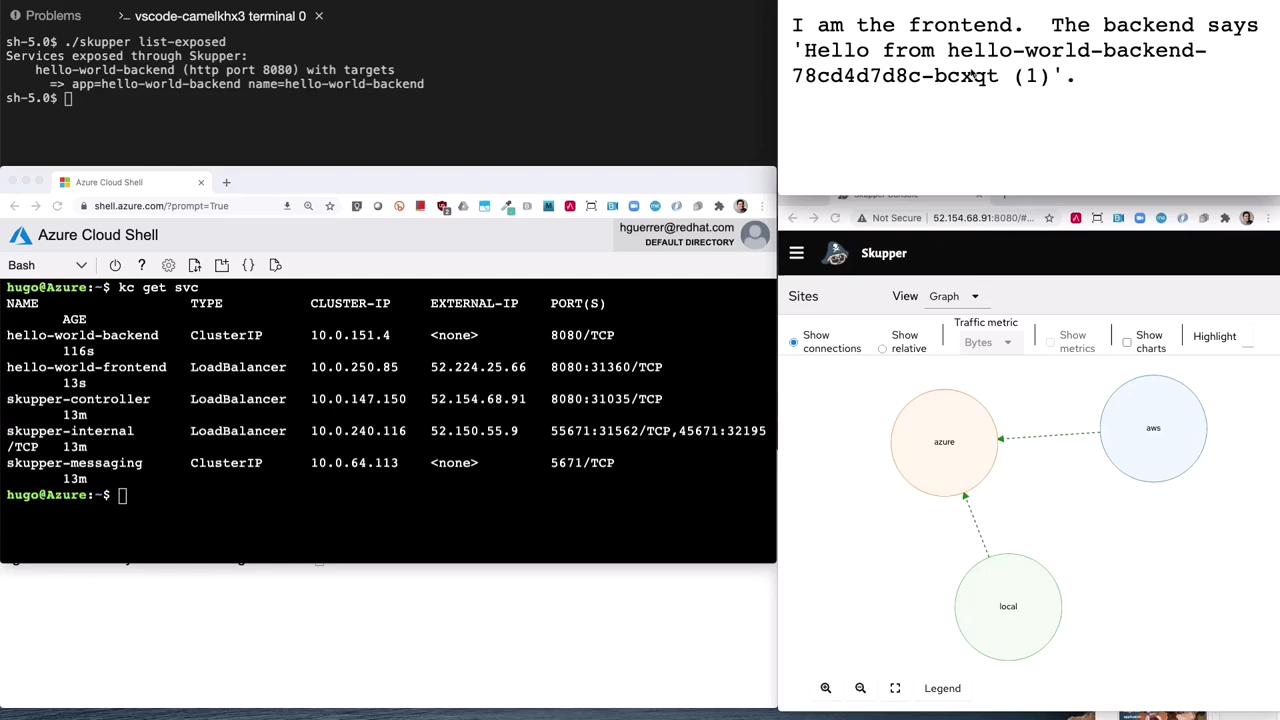 Problems
>_ vscode-camelkhx3 terminal 0 ×
sh-5.0$ ./skupper list-exposed
Services exposed through Skupper:
hello-world-backend (http port 8080) with targets
=> app=hello-world-backend name=hello-world-backend
sh-5.0$
I am the frontend.  The backend says
'Hello from hello-world-backend-
78cd4d7d8c-bcxqt (1)'.
Azure Cloud Shell
shell.azure.com/?prompt=True
Azure Cloud Shell
hguerrer@redhat.com
DEFAULT DIRECTORY
Bash
hugo@Azure:~$ kc get svc
NAME TYPE CLUSTER-IP EXTERNAL-IP PORT(S)
AGE
hello-world-backend ClusterIP 10.0.151.4 <none> 8080/TCP
116s
hello-world-frontend LoadBalancer 10.0.250.85 52.224.25.66 8080:31360/TCP
13s
skupper-controller LoadBalancer 10.0.147.150 52.154.68.91 8080:31035/TCP
13m
skupper-internal LoadBalancer 10.0.240.116 52.150.55.9 55671:31562/TCP,45671:32195
/TCP 13m
skupper-messaging ClusterIP 10.0.64.113 <none> 5671/TCP
13m
hugo@Azure:~$
Skupper Console
Not Secure 52.154.68.91:8080/#...
Skupper
Sites View Graph
Show connections
Show relative
Traffic metric
Bytes
Show metrics
Show charts
Highlight
azure
aws
local
Legend